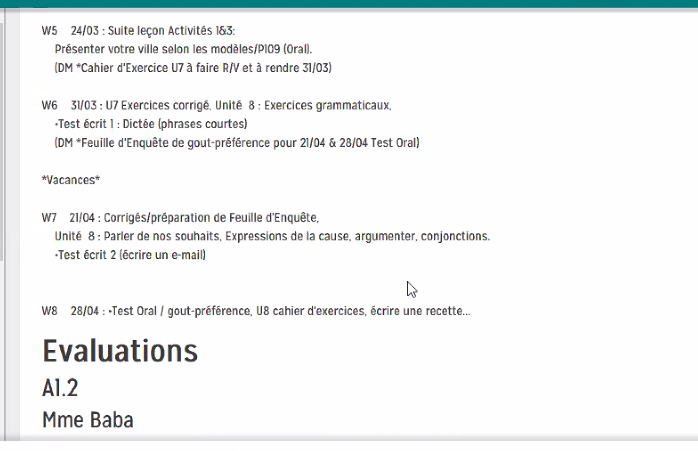 W5 24/03 : Suite leçon Activités 1&3:
Présenter votre ville selon les modèles/P109 (Oral).
(DM *Cahier d'Exercice U7 à faire R/V et à rendre 31/03)
W6 31/03 : U7 Exercices corrigé, Unité 8 : Exercices grammaticaux,
•Test écrit 1 : Dictée (phrases courtes)
(DM *Feuille d'Enquête de gout-préférence pour 21/04 & 28/04 Test Oral)
*Vacances*
W7 21/04 : Corrigés/préparation de Feuille d'Enquête,
Unité 8 : Parler de nos souhaits, Expressions de la cause, argumenter, conjonctions.
•Test écrit 2 (écrire un e-mail)
W8 28/04 : •Test Oral / gout-préférence, U8 cahier d'exercices, écrire une recette...
Evaluations
A1.2
Mme Baba